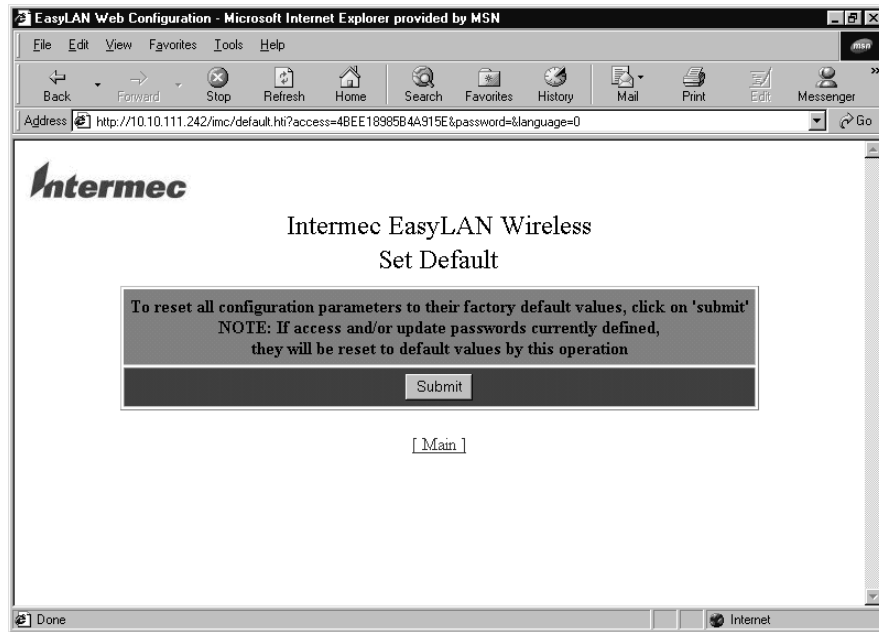 EasyLAN Web Configuration - Microsoft Internet Explorer provided by MSN
File Edit View Favorites Tools Help
msn
Back Forward Stop Refresh Home Search Favorites History Mail Print Edit Messenger »
Address http://10.10.111.242/imc/default.hti?access=4BEE18985B4A915E&password=&language=0 Go
Intermec
Intermec EasyLAN Wireless
Set Default
To reset all configuration parameters to their factory default values, click on 'submit'
NOTE: If access and/or update passwords currently defined,
they will be reset to default values by this operation
Submit
[ Main ]
Done Internet